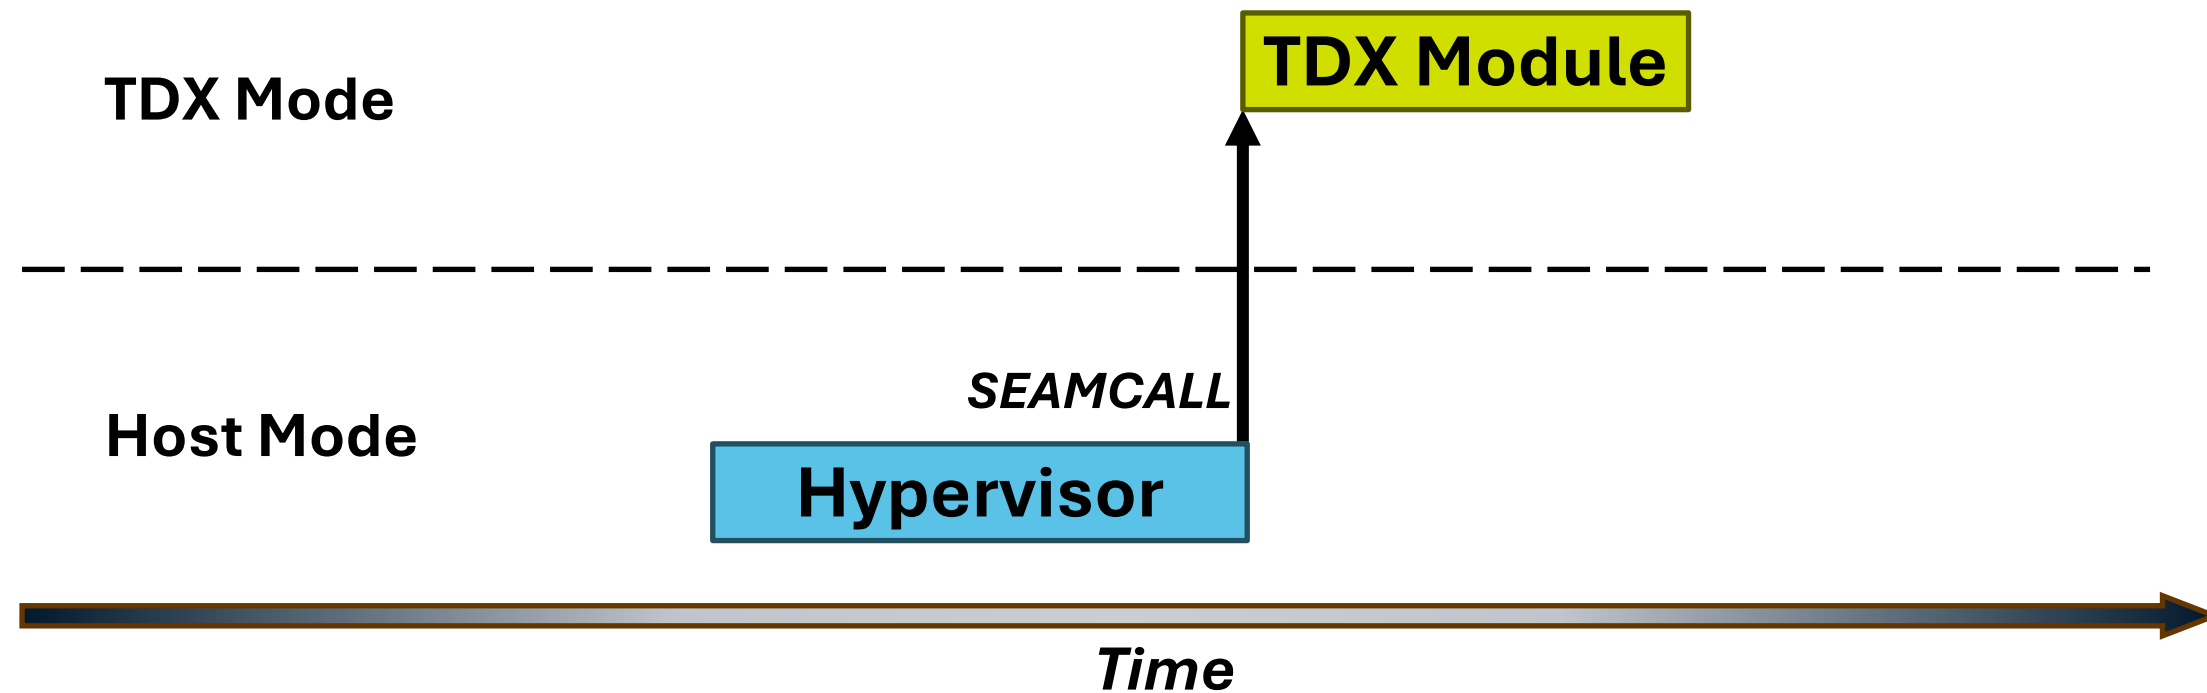 TDX Module
TDX Mode
SEAMCALL
Host Mode
Hypervisor
Time